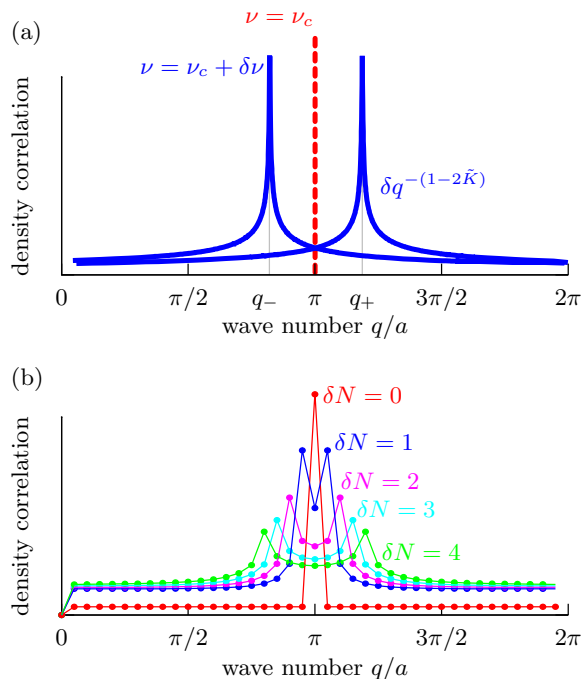 (a)
ν = ν_c
ν = ν_c + δν
δq^{-(1-2K̃)}
density correlation
0 π/2 q_- π q_+ 3π/2 2π
wave number q/a
(b)
δN = 0
δN = 1
δN = 2
δN = 3
δN = 4
density correlation
0 π/2 π 3π/2 2π
wave number q/a